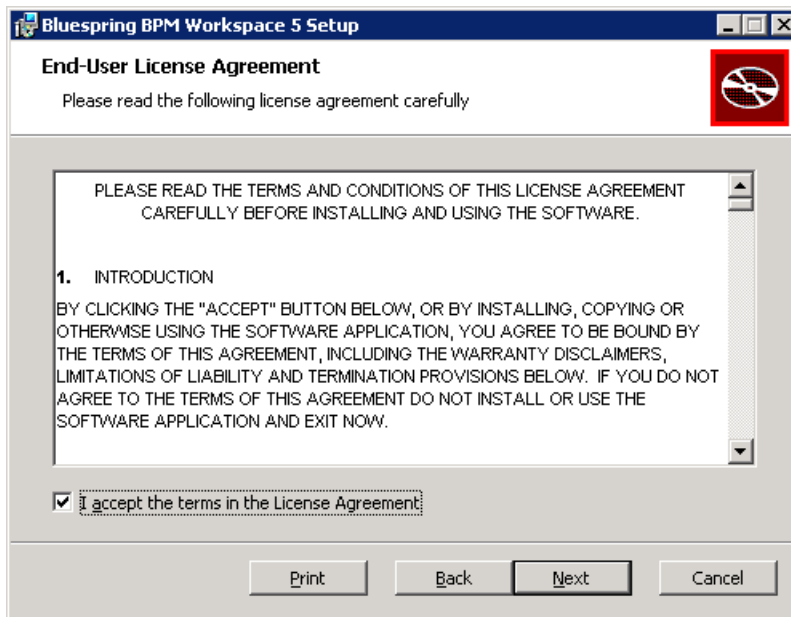 Bluespring BPM Workspace 5 Setup
End-User License Agreement
Please read the following license agreement carefully
PLEASE READ THE TERMS AND CONDITIONS OF THIS LICENSE AGREEMENT
CAREFULLY BEFORE INSTALLING AND USING THE SOFTWARE.
1. INTRODUCTION
BY CLICKING THE "ACCEPT" BUTTON BELOW, OR BY INSTALLING, COPYING OR
OTHERWISE USING THE SOFTWARE APPLICATION, YOU AGREE TO BE BOUND BY
THE TERMS OF THIS AGREEMENT, INCLUDING THE WARRANTY DISCLAIMERS,
LIMITATIONS OF LIABILITY AND TERMINATION PROVISIONS BELOW. IF YOU DO NOT
AGREE TO THE TERMS OF THIS AGREEMENT DO NOT INSTALL OR USE THE
SOFTWARE APPLICATION AND EXIT NOW.
I accept the terms in the License Agreement
Print Back Next Cancel